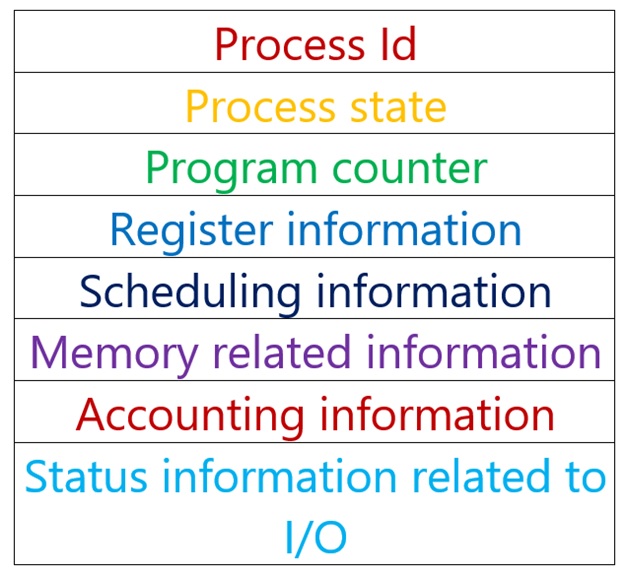 Process Id
Process state
Program counter
Register information
Scheduling information
Memory related information
Accounting information
Status information related to
I/O